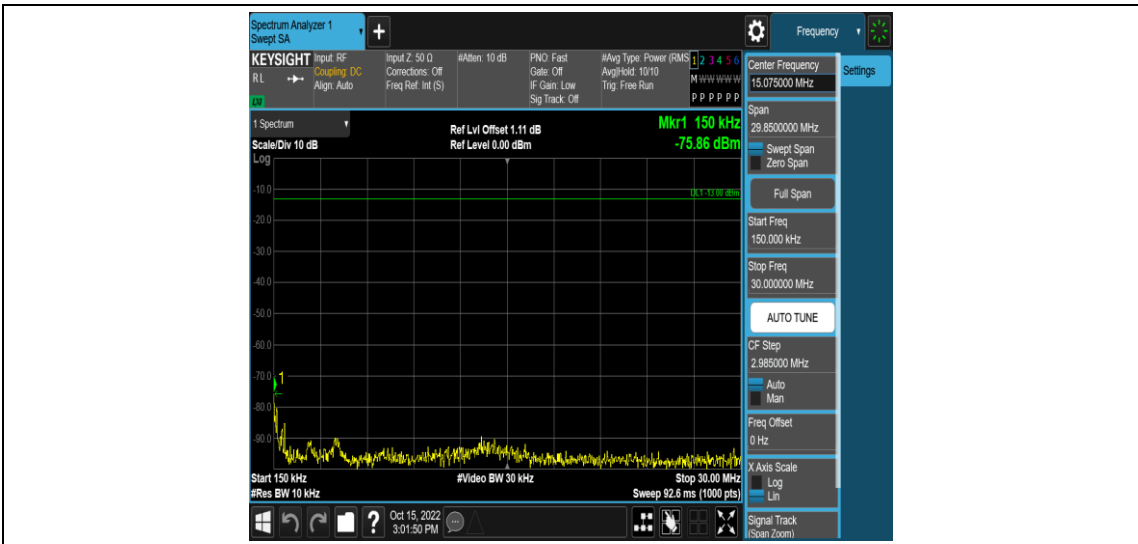 Spectrum Analyzer 1
Swept SA
+
Frequency
KEYSIGHT
RL
LXI
Input: RF
Coupling: DC
Align: Auto
Input Z: 50 Ω
Corrections: Off
Freq Ref: Int (S)
#Atten: 10 dB
PNO: Fast
Gate: Off
IF Gain: Low
Sig Track: Off
#Avg Type: Power (RMS
Avg|Hold: 10/10
Trig: Free Run
1 2 3 4 5 6
M W W W W W
P P P P P P
1 Spectrum
Scale/Div 10 dB
Log
Ref Lvl Offset 1.11 dB
Ref Level 0.00 dBm
Mkr1 150 kHz
-75.86 dBm
-10.0
DL1 -13.00 dBm
-20.0
-30.0
-40.0
-50.0
-60.0
-70.0
1
-80.0
-90.0
Start 150 kHz
#Video BW 30 kHz
Stop 30.00 MHz
#Res BW 10 kHz
Sweep 92.6 ms (1000 pts)
?
Oct 15, 2022
3:01:50 PM
Center Frequency
15.075000 MHz
Settings
Span
29.8500000 MHz
Swept Span
Zero Span
Full Span
Start Freq
150.000 kHz
Stop Freq
30.000000 MHz
AUTO TUNE
CF Step
2.985000 MHz
Auto
Man
Freq Offset
0 Hz
X Axis Scale
Log
Lin
Signal Track
(Span Zoom)